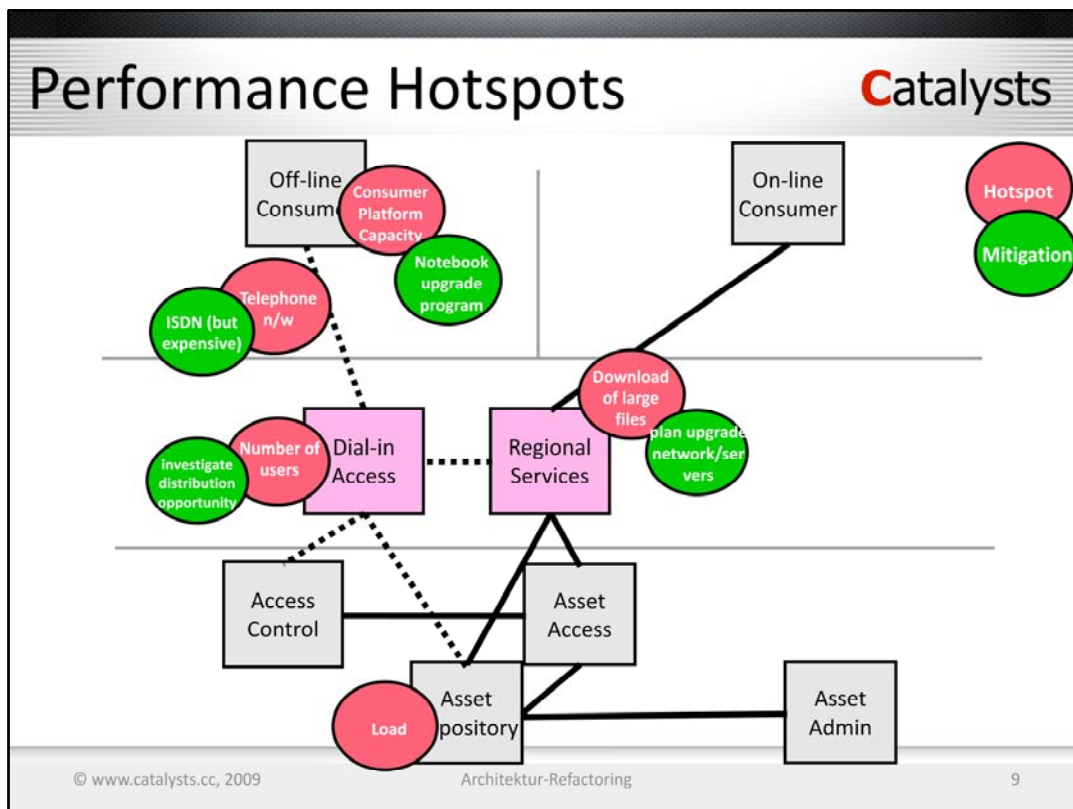 Performance Hotspots
Catalysts
Off-line
Consume
Consumer
Platform
Capacity
Notebook
upgrade
program
Telephone
n/w
ISDN (but
expensive)
On-line
Consumer
Hotspot
Mitigation
Download
of large
files
plan upgrade
network/ser
vers
Number of
users
investigate
distribution
opportunity
Dial-in
Access
Regional
Services
Access
Control
Asset
Access
Load
Asset
pository
Asset
Admin
© www.catalysts.cc, 2009
Architektur-Refactoring
9